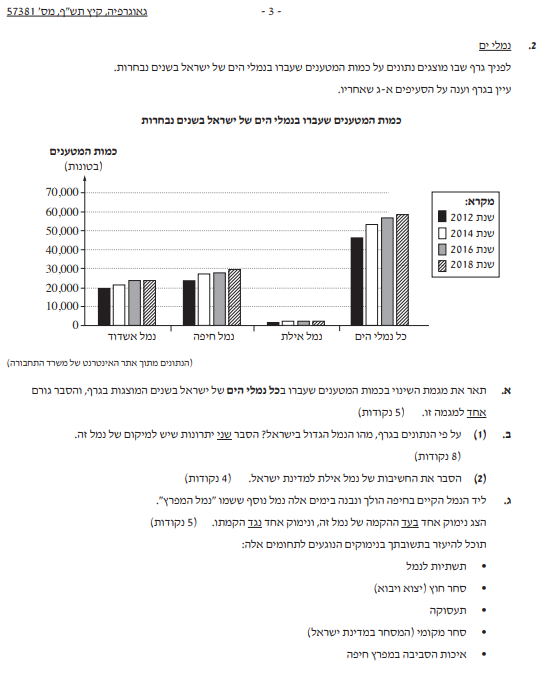 גאוגרפיה, קיץ תש"ף, מס' 57381
- 3 -
2. נמלי ים
לפניך גרף שבו מוצגים נתונים על כמות המטענים שעברו בנמלי הים של ישראל בשנים נבחרות.
עיין בגרף וענה על הסעיפים א-ג שאחריו.
כמות המטענים שעברו בנמלי הים של ישראל בשנים נבחרות
כמות המטענים
(בטונות)
70,000
60,000
50,000
40,000
30,000
20,000
10,000
0
מקרא:
שנת 2012
שנת 2014
שנת 2016
שנת 2018
נמל אשדוד
נמל חיפה
נמל אילת
כל נמלי הים
(הנתונים מתוך אתר האינטרנט של משרד התחבורה)
א. תאר את מגמת השינוי בכמות המטענים שעברו בכל נמלי הים של ישראל בשנים המוצגות בגרף, והסבר גורם
אחד למגמה זו. (5 נקודות)
ב. (1) על פי הנתונים בגרף, מהו הנמל הגדול בישראל? הסבר שני יתרונות שיש למיקום של נמל זה.
(8 נקודות)
(2) הסבר את החשיבות של נמל אילת למדינת ישראל. (4 נקודות)
ג. ליד הנמל הקיים בחיפה הולך ונבנה בימים אלה נמל נוסף ששמו "נמל המפרץ".
הצג נימוק אחד בעד ההקמה של נמל זה, ונימוק אחד נגד הקמתו. (5 נקודות)
תוכל להיעזר בתשובתך בנימוקים הנוגעים לתחומים אלה:
• תשתיות לנמל
• סחר חוץ (יצוא ויבוא)
• תעסוקה
• סחר מקומי (המסחר במדינת ישראל)
• איכות הסביבה במפרץ חיפה